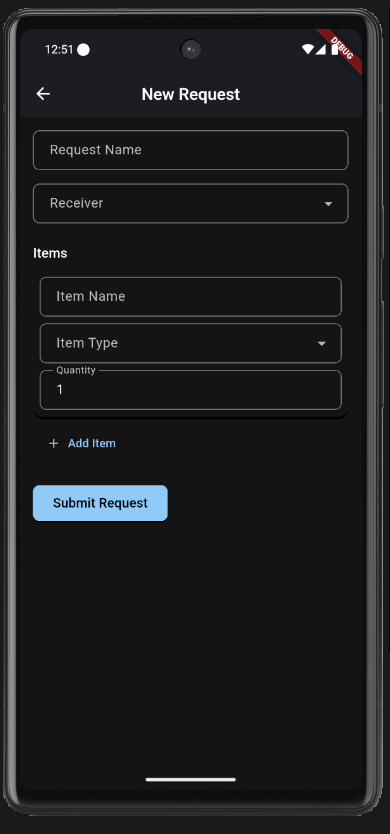 12:51
DEBUG
New Request
Request Name
Receiver
Items
Item Name
Item Type
Quantity
1
+ Add Item
Submit Request